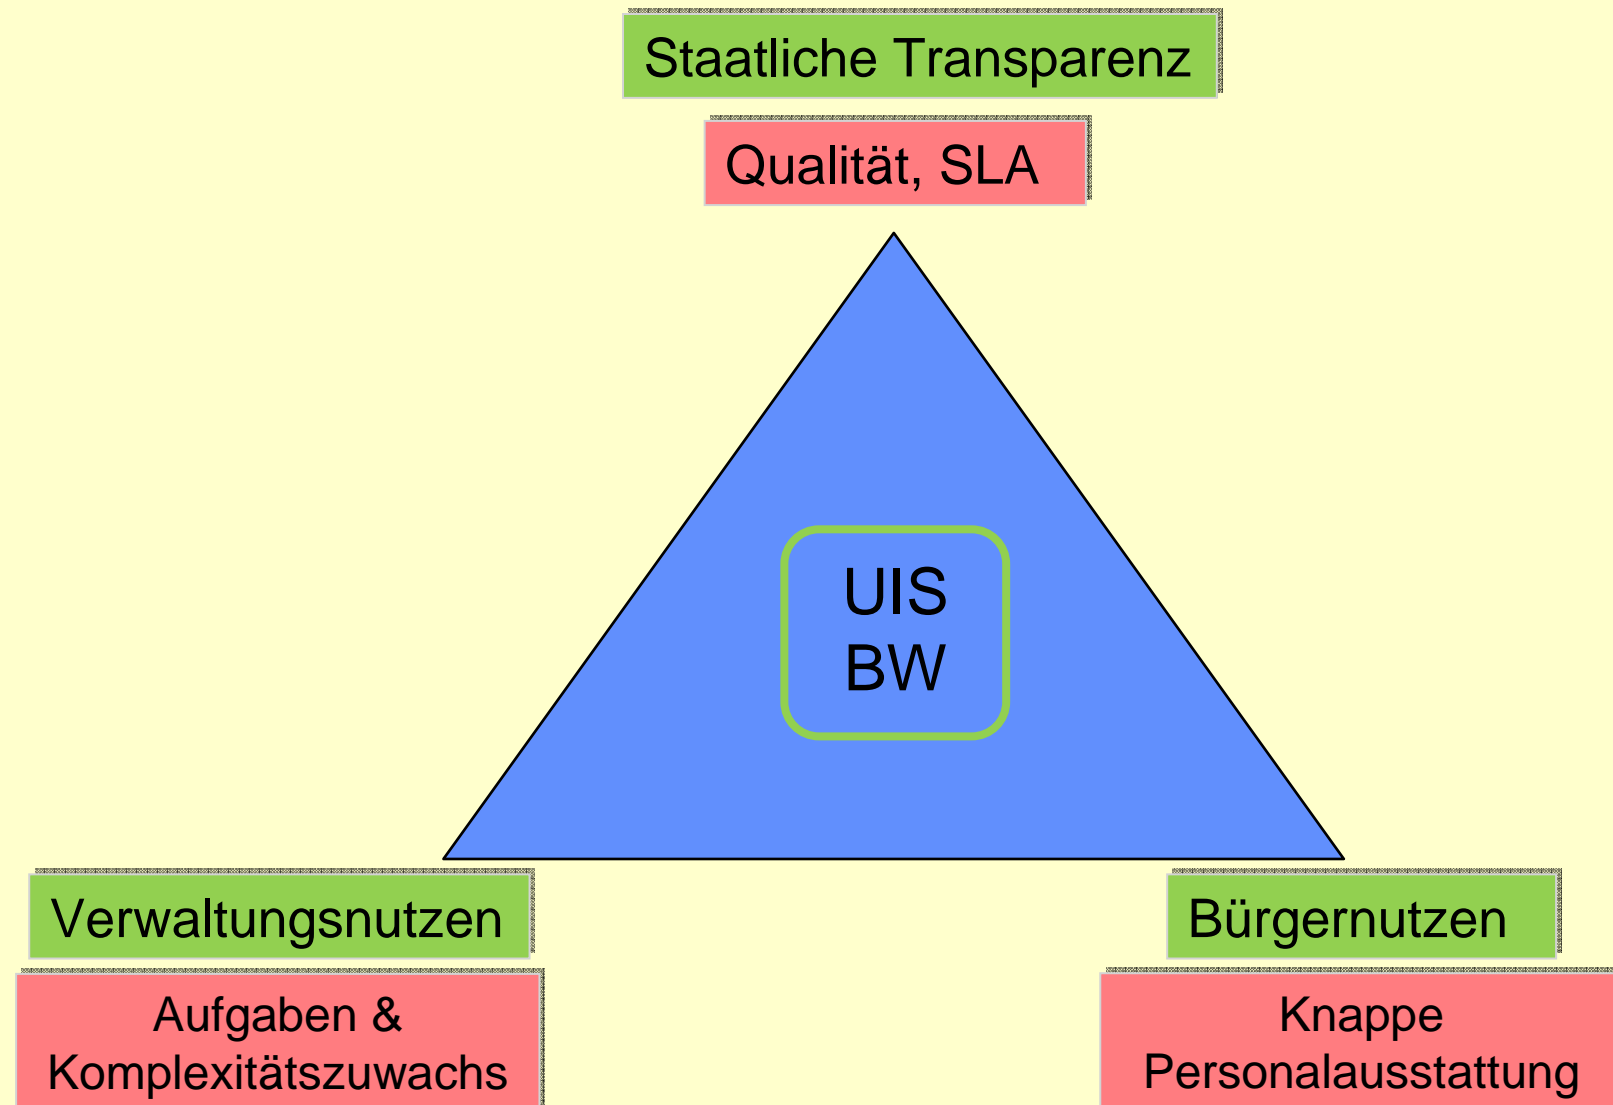 Staatliche Transparenz
Qualität, SLA
UIS
BW
Verwaltungsnutzen
Bürgernutzen
Aufgaben &
Komplexitätszuwachs
Knappe
Personalausstattung